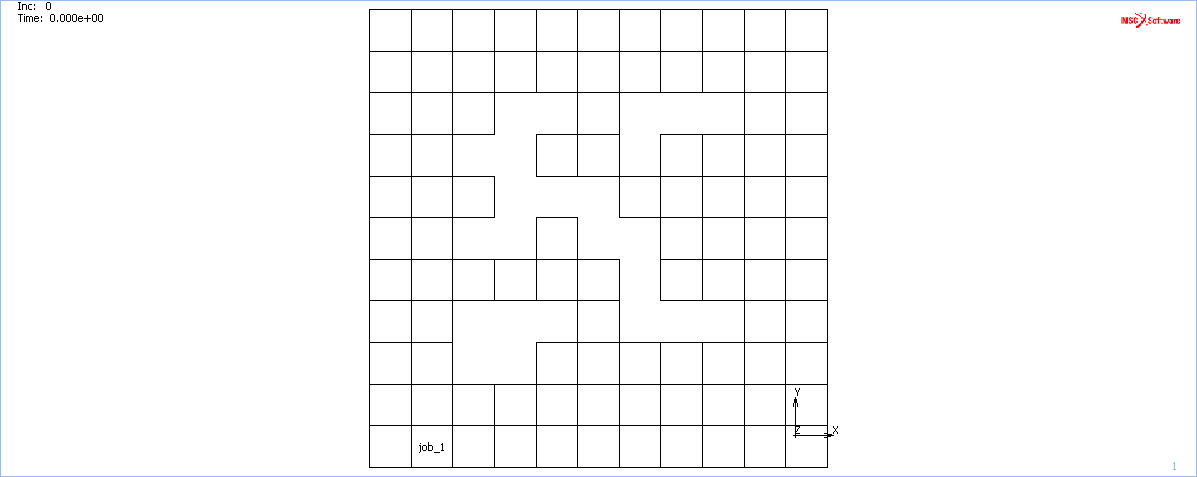 Inc: 0
Time: 0.000e+00
MSC Software
Y
Z X
job_1
1